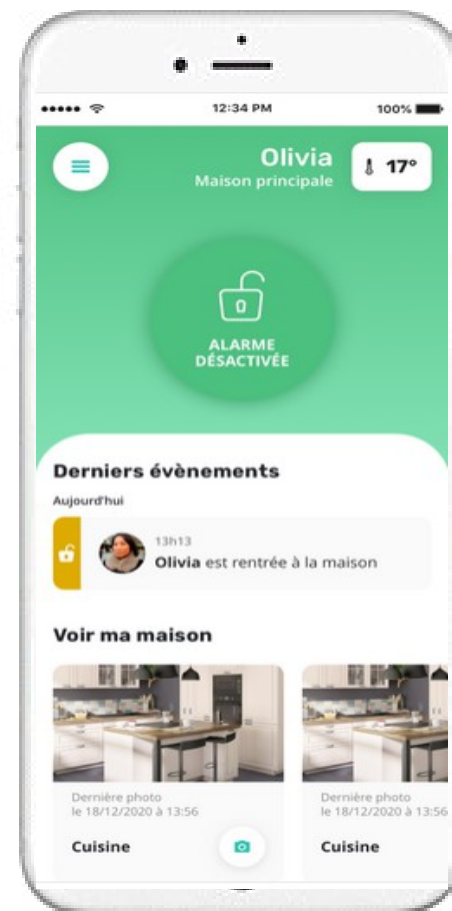 12:34 PM
100%
Olivia
Maison principale
17°
ALARME
DÉSACTIVÉE
Derniers évènements
Aujourd'hui
13h13
Olivia est rentrée à la maison
Voir ma maison
Dernière photo
le 18/12/2020 à 13:56
Cuisine
Dernière photo
le 18/12/2020 à 13:56
Cuisine